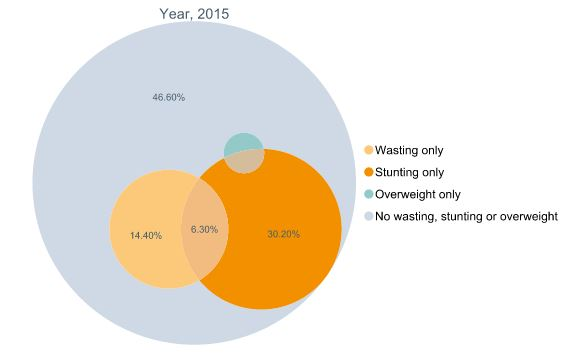 Year, 2015
46.60%
Wasting only
Stunting only
Overweight only
No wasting, stunting or overweight
14.40%
6.30%
30.20%